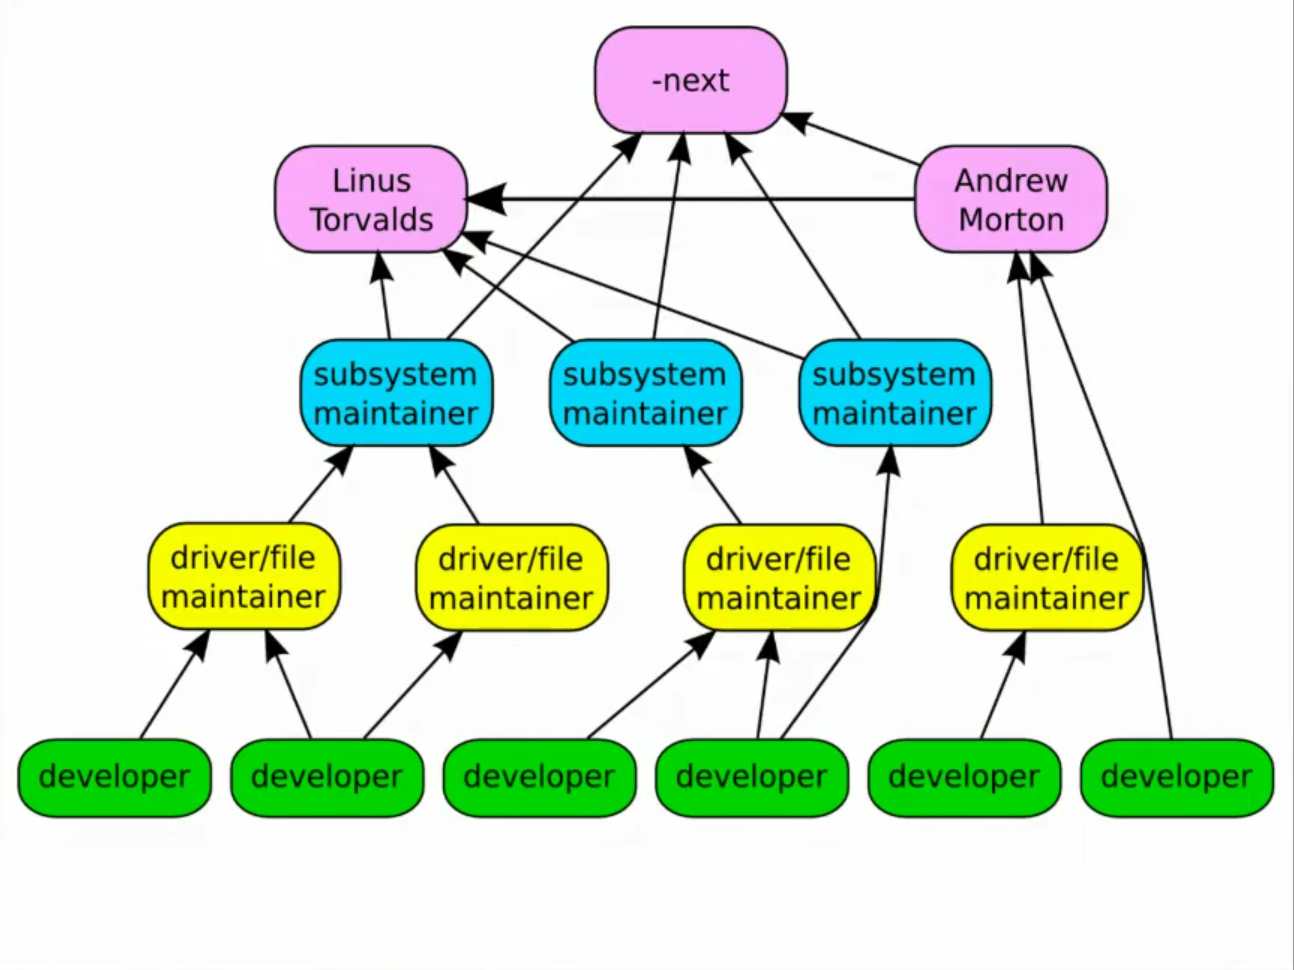 -next
Linus
Torvalds
Andrew
Morton
subsystem
maintainer
subsystem
maintainer
subsystem
maintainer
driver/file
maintainer
driver/file
maintainer
driver/file
maintainer
driver/file
maintainer
developer
developer
developer
developer
developer
developer